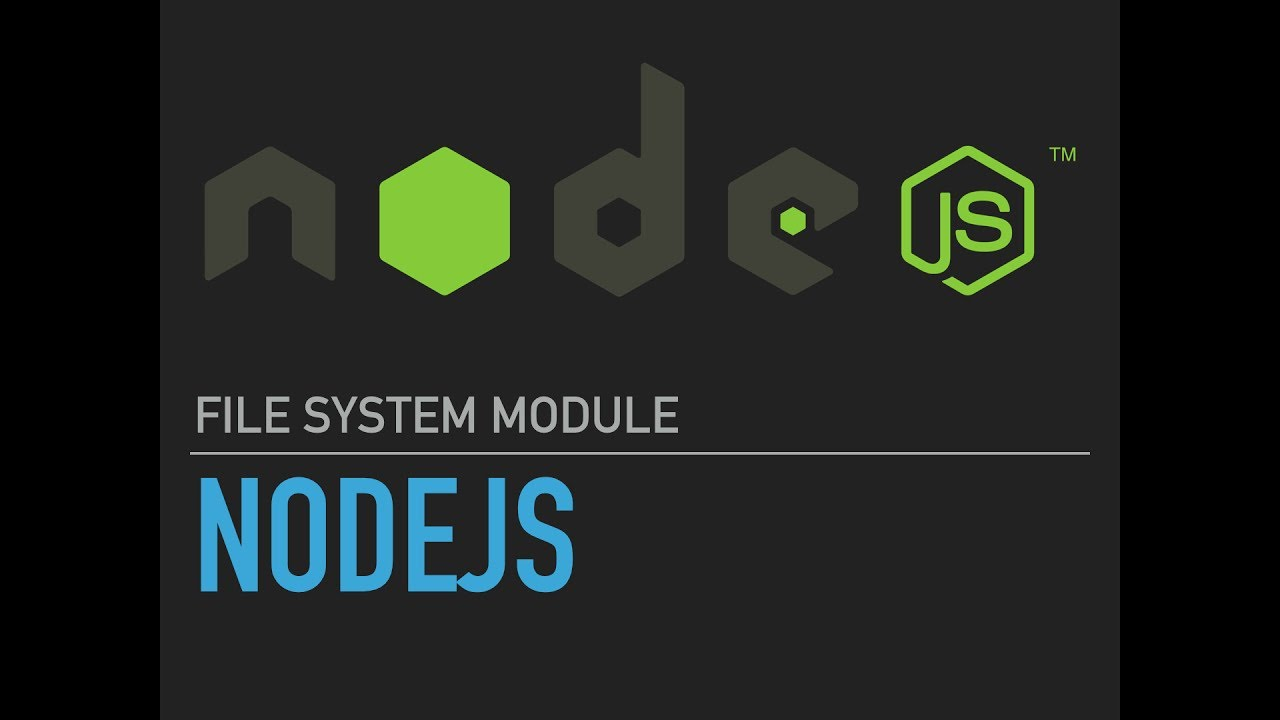 node JS ™
FILE SYSTEM MODULE
NODEJS